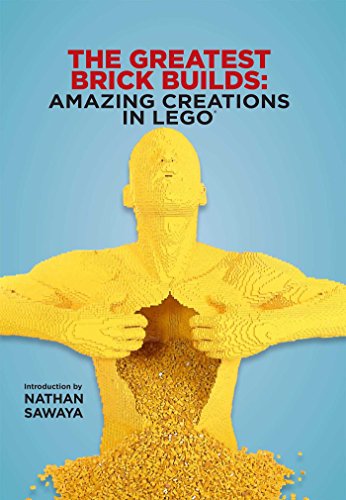 THE GREATEST
BRICK BUILDS:
AMAZING CREATIONS
IN LEGO®
Introduction by
NATHAN
SAWAYA